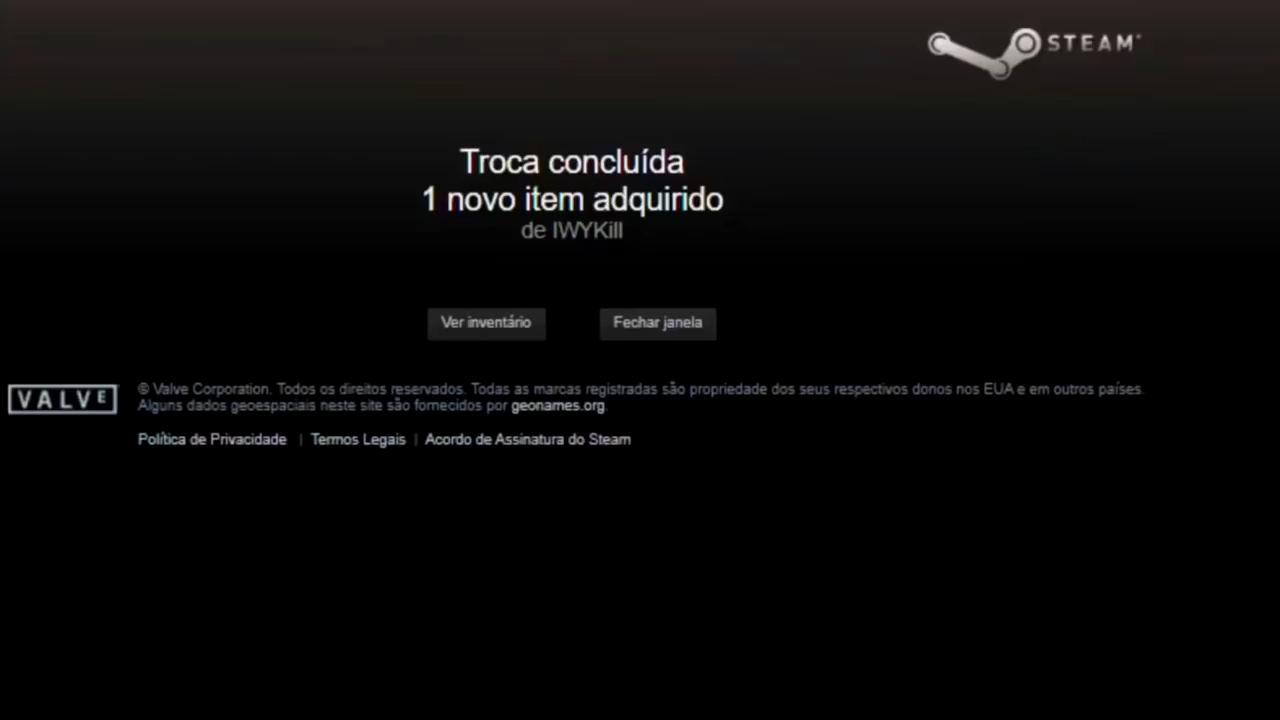 STEAM
Troca concluída
1 novo item adquirido
de IWYKill
Ver inventário
Fechar janela
VALVE
© Valve Corporation. Todos os direitos reservados. Todas as marcas registradas são propriedade dos seus respectivos donos nos EUA e em outros países.
Alguns dados geoespaciais neste site são fornecidos por geonames.org.
Política de Privacidade | Termos Legais | Acordo de Assinatura do Steam